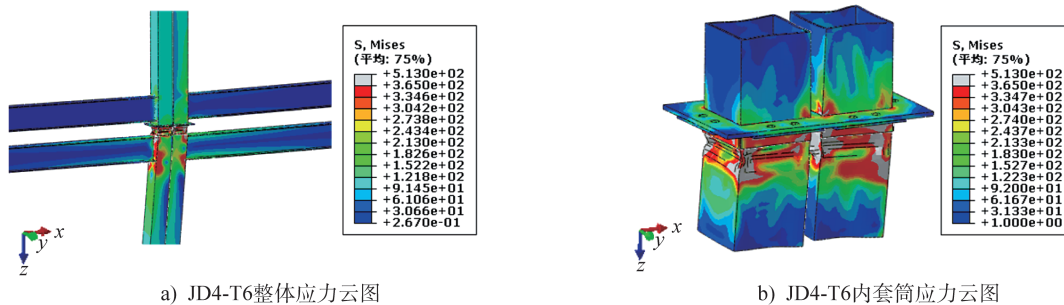 S, Mises
(平均: 75%)
+5.130e+02
+3.650e+02
+3.346e+02
+3.042e+02
+2.738e+02
+2.434e+02
+2.130e+02
+1.826e+02
+1.522e+02
+1.218e+02
+9.145e+01
+6.106e+01
+3.066e+01
+2.670e-01
x
y
z
a) JD4-T6整体应力云图
S, Mises
(平均: 75%)
+5.130e+02
+3.650e+02
+3.347e+02
+3.043e+02
+2.740e+02
+2.437e+02
+2.133e+02
+1.830e+02
+1.527e+02
+1.223e+02
+9.200e+01
+6.167e+01
+3.133e+01
+1.000e+00
x
y
z
b) JD4-T6内套筒应力云图